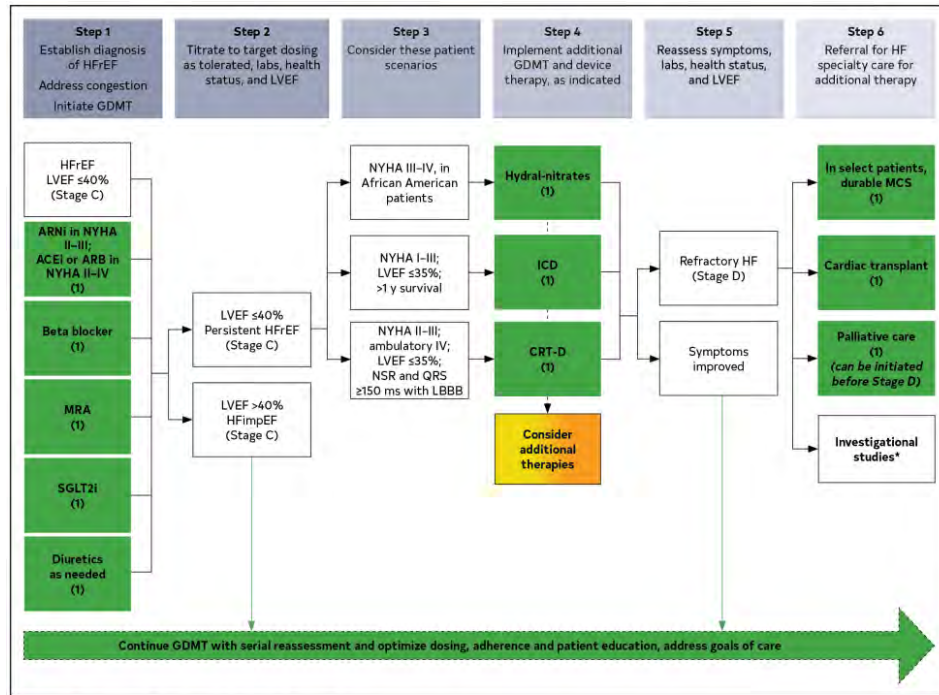 Step 1
Establish diagnosis
of HFrEF
Address congestion
Initiate GDMT
Step 2
Titrate to target dosing
as tolerated, labs, health
status, and LVEF
Step 3
Consider these patient
scenarios
Step 4
Implement additional
GDMT and device
therapy, as indicated
Step 5
Reassess symptoms,
labs, health status,
and LVEF
Step 6
Referral for HF
specialty care for
additional therapy
HFrEF
LVEF ≤40%
(Stage C)
ARNi in NYHA
II–III;
ACEi or ARB in
NYHA II–IV
(1)
Beta blocker
(1)
MRA
(1)
SGLT2i
(1)
Diuretics
as needed
(1)
LVEF ≤40%
Persistent HFrEF
(Stage C)
LVEF >40%
HFimpEF
(Stage C)
NYHA III–IV, in
African American
patients
NYHA I–III;
LVEF ≤35%;
>1 y survival
NYHA II–III;
ambulatory IV;
LVEF ≤35%;
NSR and QRS
≥150 ms with LBBB
Hydral-nitrates
(1)
ICD
(1)
CRT-D
(1)
Consider
additional
therapies
Refractory HF
(Stage D)
Symptoms
improved
In select patients,
durable MCS
(1)
Cardiac transplant
(1)
Palliative care
(1)
(can be initiated
before Stage D)
Investigational
studies*
Continue GDMT with serial reassessment and optimize dosing, adherence and patient education, address goals of care